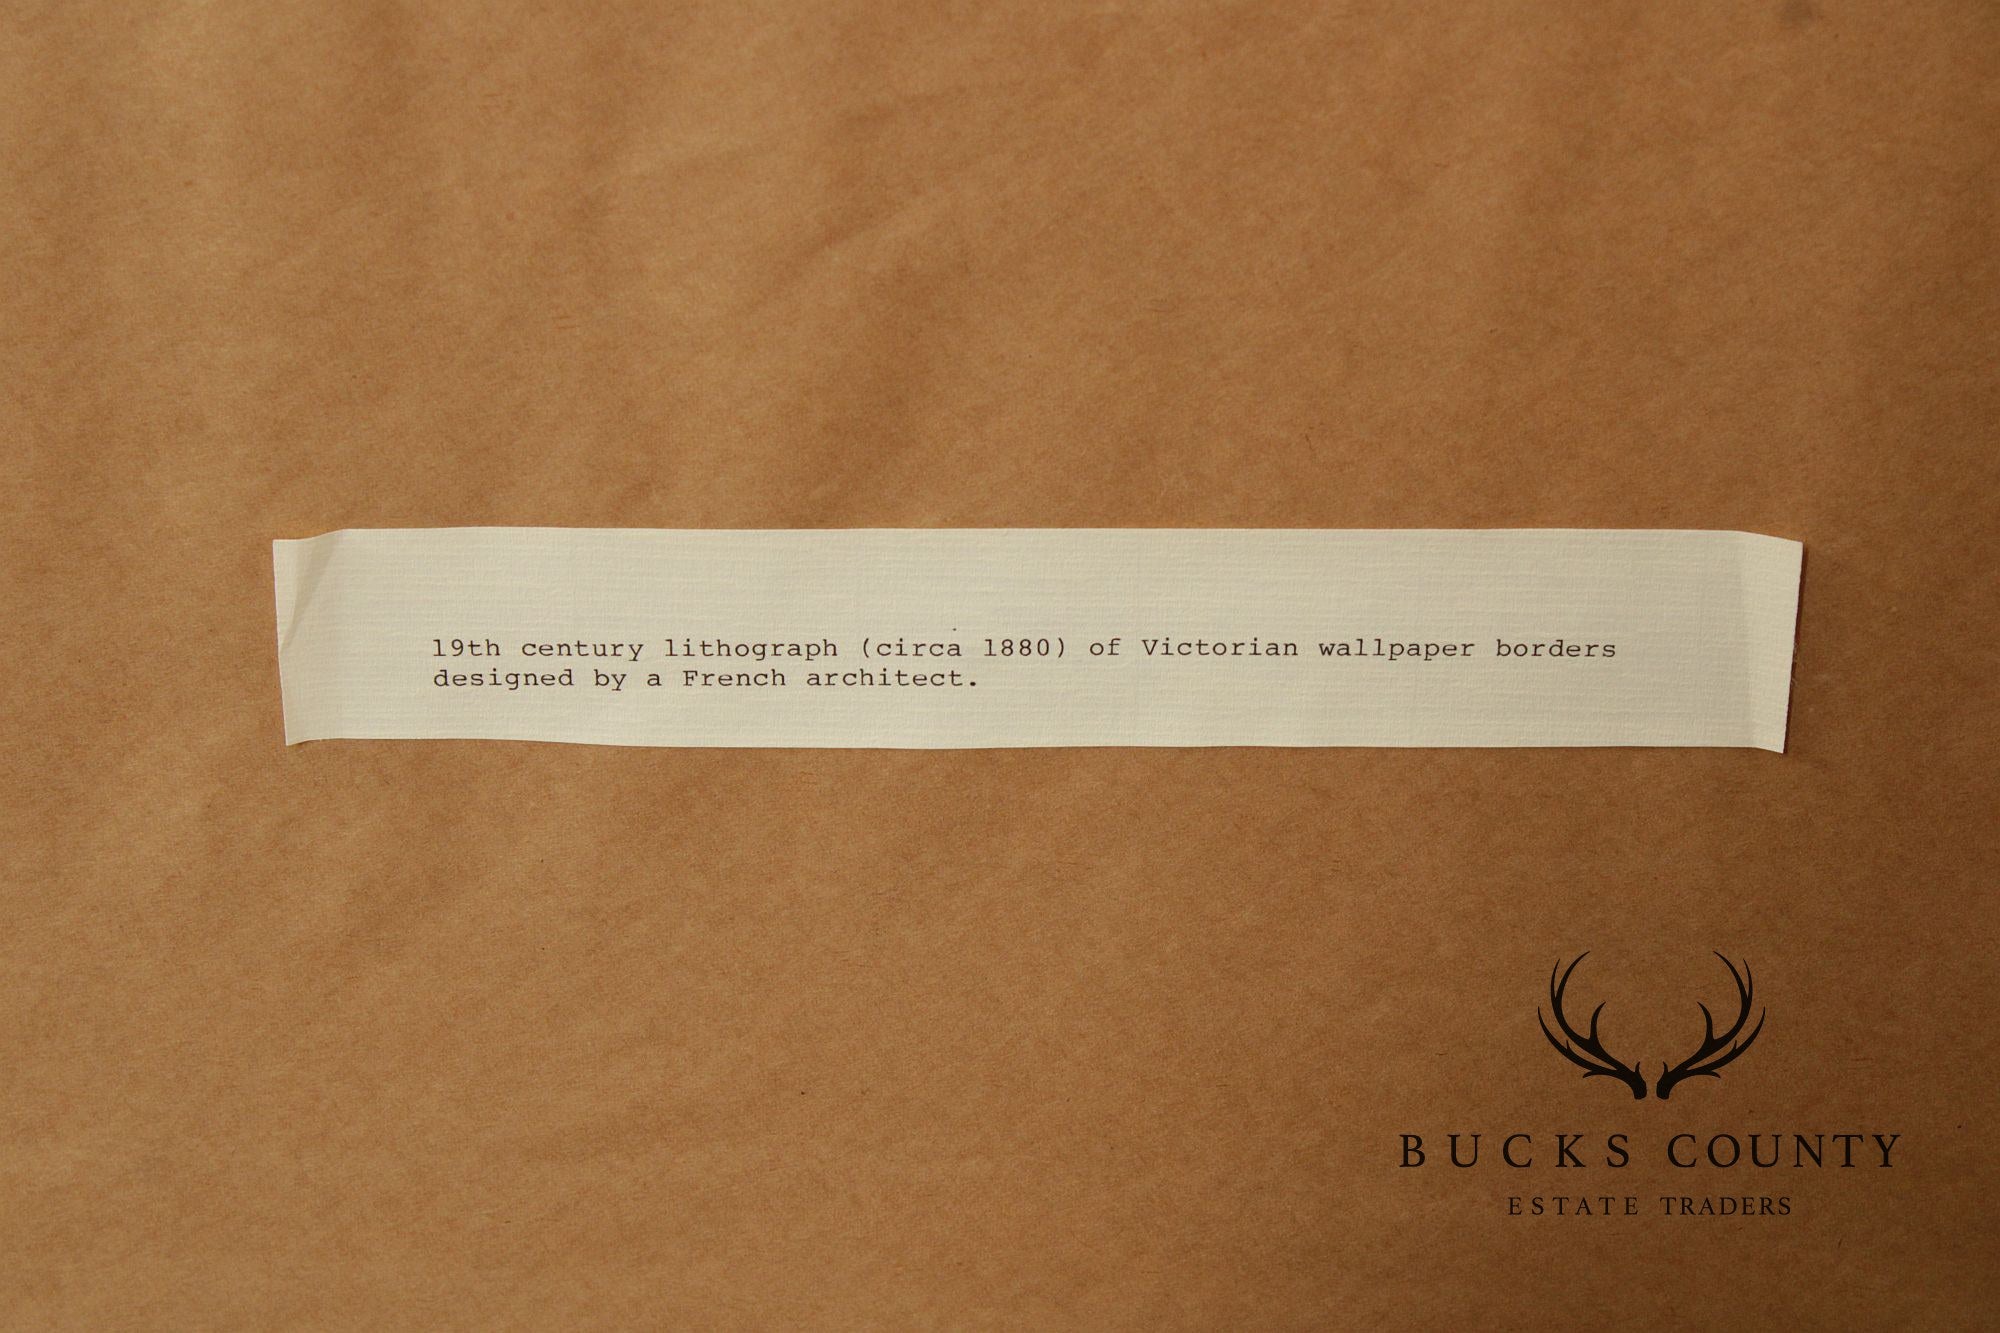 19th century lithograph (circa 1880) of Victorian wallpaper borders
designed by a French architect.
BUCKS COUNTY
ESTATE TRADERS